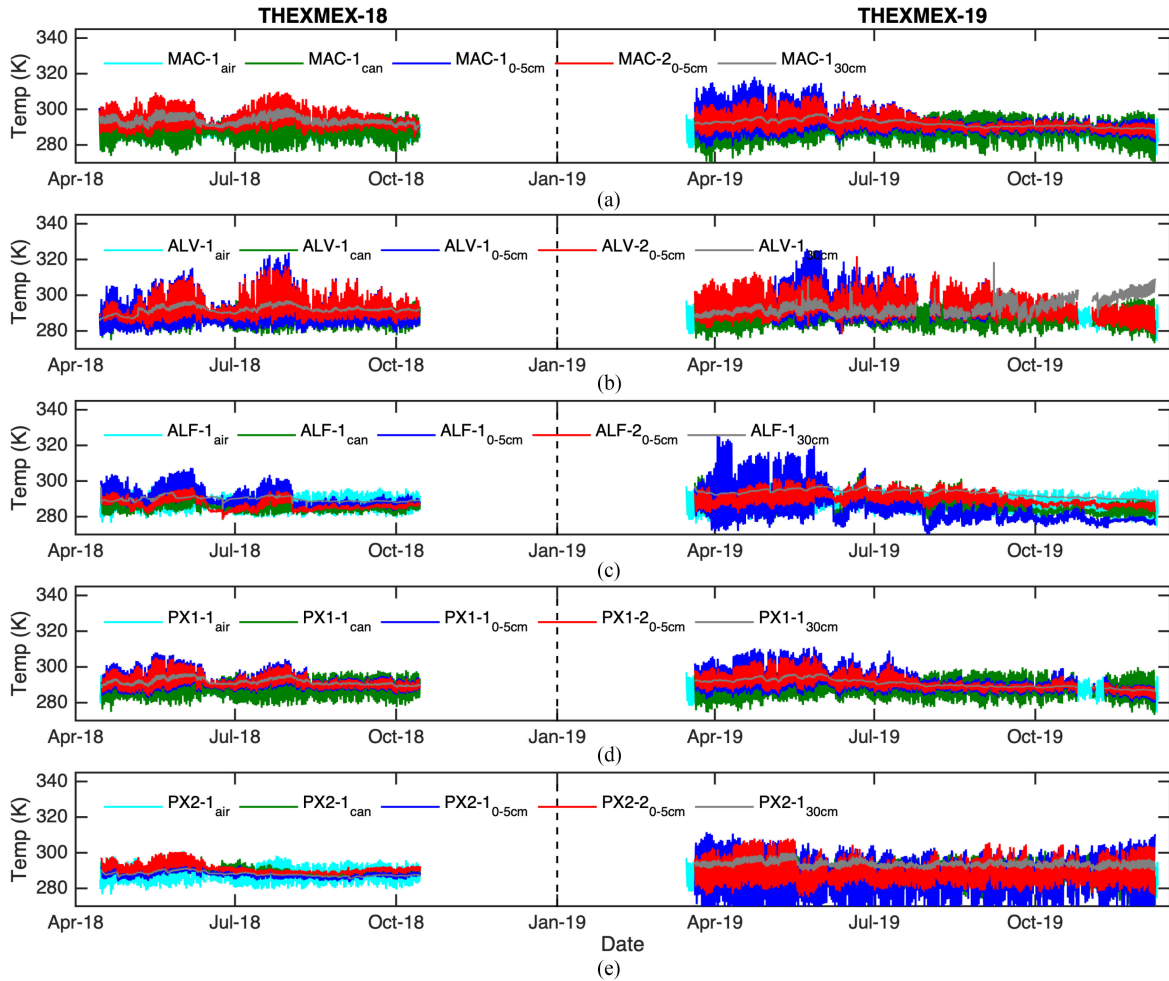 THEXMEX-18 THEXMEX-19
Temp (K)
340
320
300
280
MAC-1air MAC-1can MAC-10-5cm MAC-20-5cm MAC-130cm
Apr-18 Jul-18 Oct-18 Jan-19 Apr-19 Jul-19 Oct-19
(a)
Temp (K)
340
320
300
280
ALV-1air ALV-1can ALV-10-5cm ALV-20-5cm ALV-130cm
Apr-18 Jul-18 Oct-18 Jan-19 Apr-19 Jul-19 Oct-19
(b)
Temp (K)
340
320
300
280
ALF-1air ALF-1can ALF-10-5cm ALF-20-5cm ALF-130cm
Apr-18 Jul-18 Oct-18 Jan-19 Apr-19 Jul-19 Oct-19
(c)
Temp (K)
340
320
300
280
PX1-1air PX1-1can PX1-10-5cm PX1-20-5cm PX1-130cm
Apr-18 Jul-18 Oct-18 Jan-19 Apr-19 Jul-19 Oct-19
(d)
Temp (K)
340
320
300
280
PX2-1air PX2-1can PX2-10-5cm PX2-20-5cm PX2-130cm
Apr-18 Jul-18 Oct-18 Jan-19 Apr-19 Jul-19 Oct-19
Date
(e)